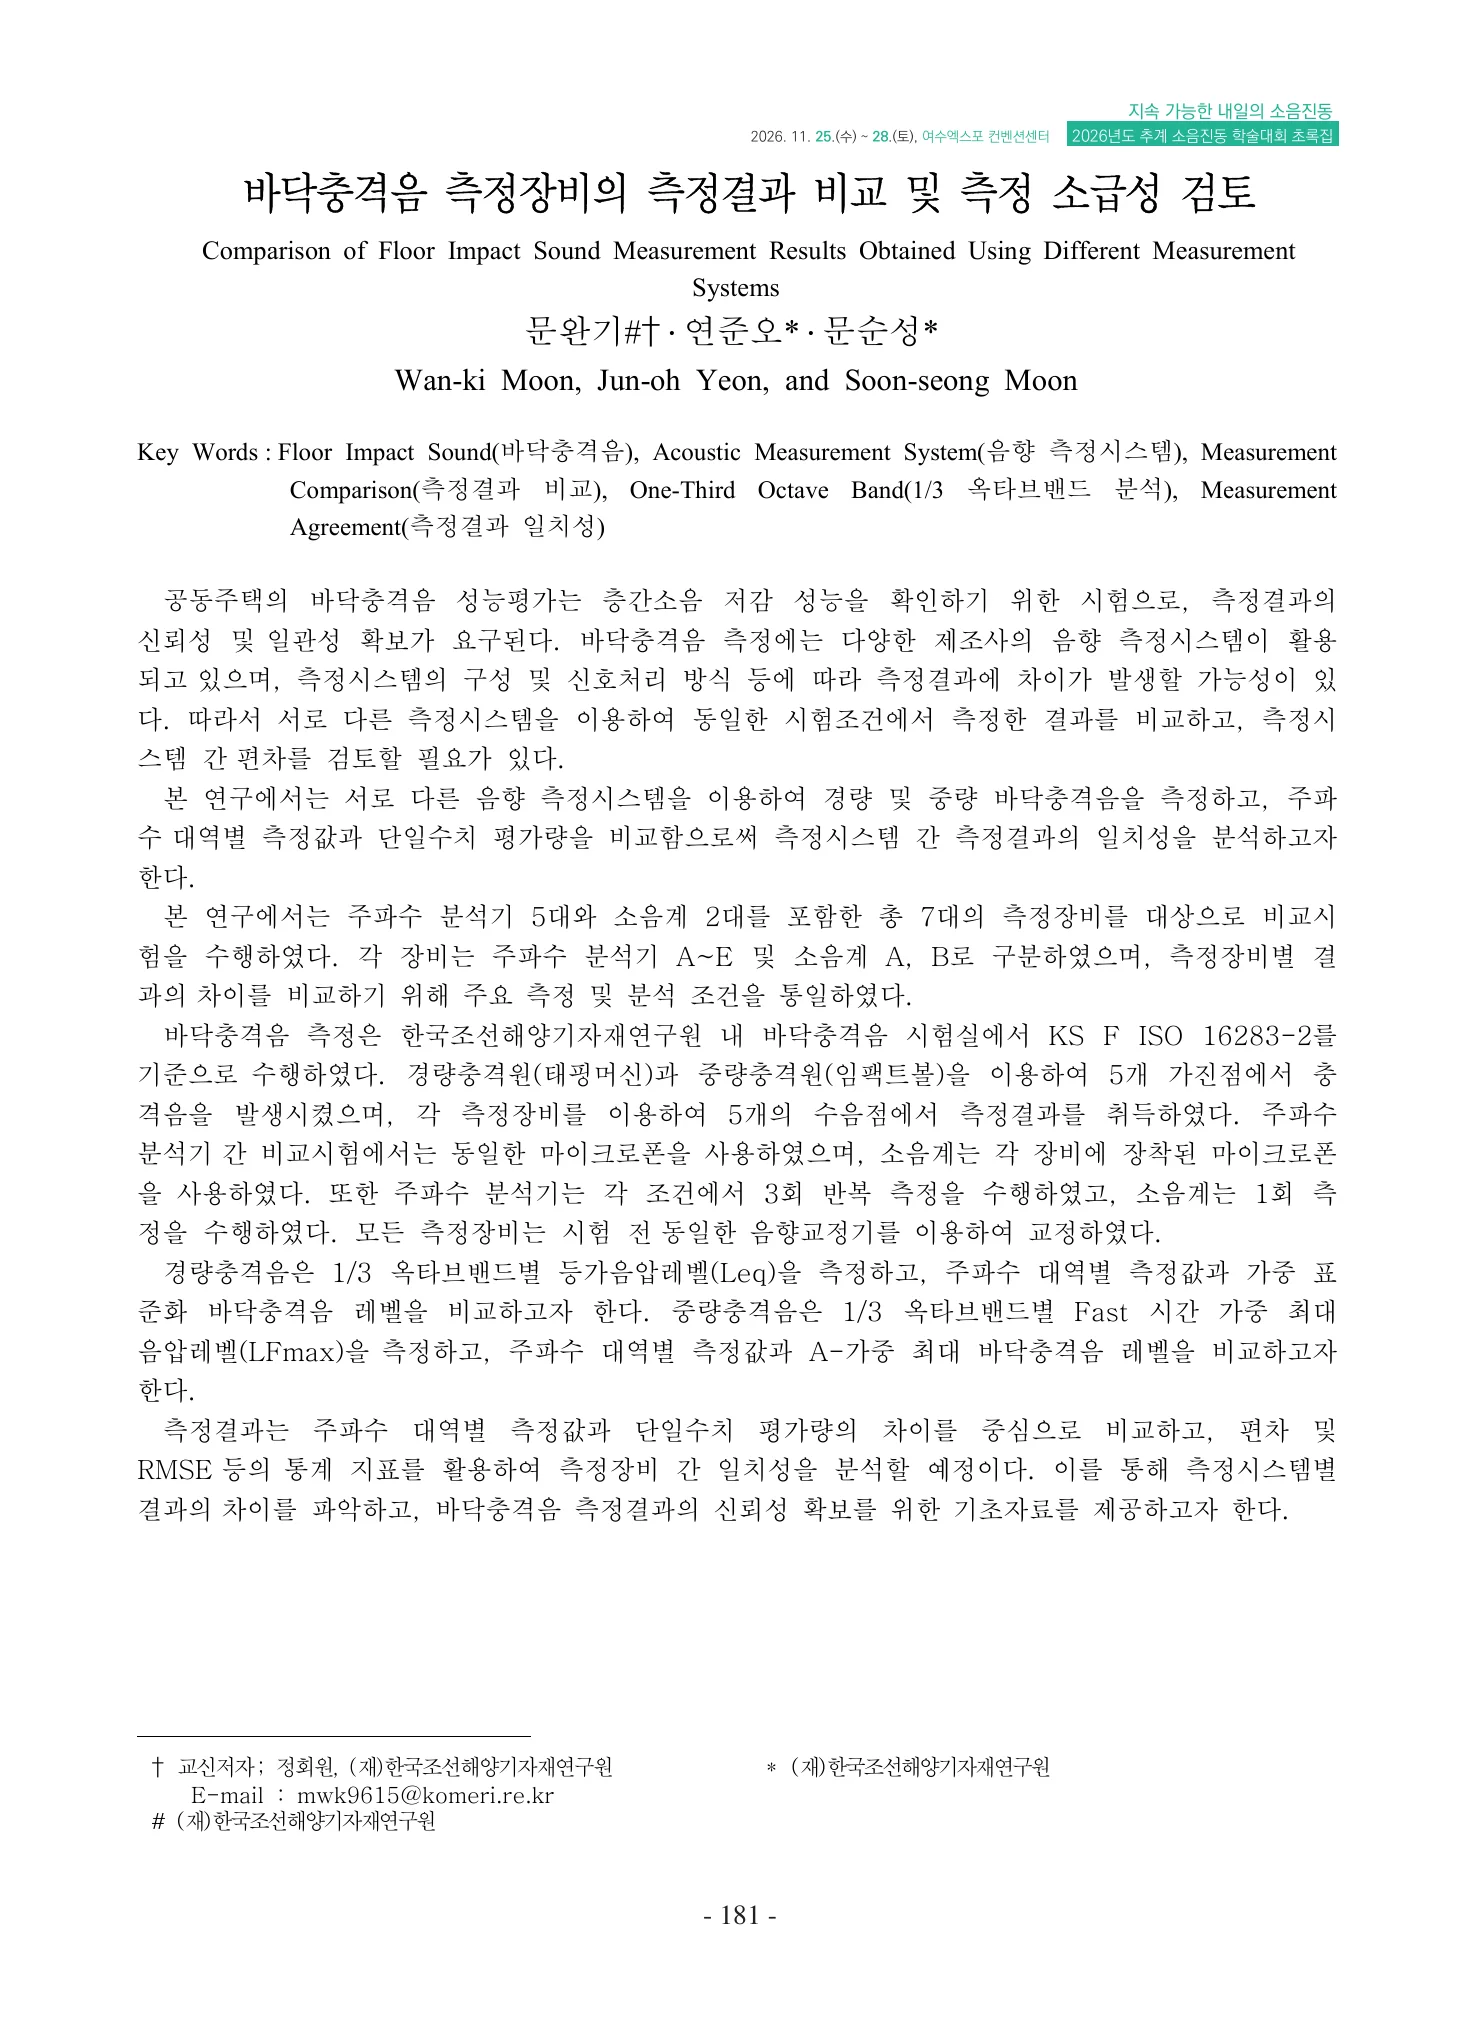 지속 가능한 내일의 소음진동
2026. 11. 25.(수) ~ 28.(토), 여수엑스포 컨벤션센터 2026년도 추계 소음진동 학술대회 초록집
바닥충격음 측정장비의 측정결과 비교 및 측정 소급성 검토
Comparison of Floor Impact Sound Measurement Results Obtained Using Different Measurement
Systems
문완기#† · 연준오* · 문순성*
Wan-ki Moon, Jun-oh Yeon, and Soon-seong Moon
Key Words : Floor Impact Sound(바닥충격음), Acoustic Measurement System(음향 측정시스템), Measurement
Comparison(측정결과 비교), One-Third Octave Band(1/3 옥타브밴드 분석), Measurement
Agreement(측정결과 일치성)
공동주택의 바닥충격음 성능평가는 층간소음 저감 성능을 확인하기 위한 시험으로, 측정결과의
신뢰성 및 일관성 확보가 요구된다. 바닥충격음 측정에는 다양한 제조사의 음향 측정시스템이 활용
되고 있으며, 측정시스템의 구성 및 신호처리 방식 등에 따라 측정결과에 차이가 발생할 가능성이 있
다. 따라서 서로 다른 측정시스템을 이용하여 동일한 시험조건에서 측정한 결과를 비교하고, 측정시
스템 간 편차를 검토할 필요가 있다.
본 연구에서는 서로 다른 음향 측정시스템을 이용하여 경량 및 중량 바닥충격음을 측정하고, 주파
수 대역별 측정값과 단일수치 평가량을 비교함으로써 측정시스템 간 측정결과의 일치성을 분석하고자
한다.
본 연구에서는 주파수 분석기 5대와 소음계 2대를 포함한 총 7대의 측정장비를 대상으로 비교시
험을 수행하였다. 각 장비는 주파수 분석기 A~E 및 소음계 A, B로 구분하였으며, 측정장비별 결
과의 차이를 비교하기 위해 주요 측정 및 분석 조건을 통일하였다.
바닥충격음 측정은 한국조선해양기자재연구원 내 바닥충격음 시험실에서 KS F ISO 16283-2를
기준으로 수행하였다. 경량충격원(태핑머신)과 중량충격원(임팩트볼)을 이용하여 5개 가진점에서 충
격음을 발생시켰으며, 각 측정장비를 이용하여 5개의 수음점에서 측정결과를 취득하였다. 주파수
분석기 간 비교시험에서는 동일한 마이크로폰을 사용하였으며, 소음계는 각 장비에 장착된 마이크로폰
을 사용하였다. 또한 주파수 분석기는 각 조건에서 3회 반복 측정을 수행하였고, 소음계는 1회 측
정을 수행하였다. 모든 측정장비는 시험 전 동일한 음향교정기를 이용하여 교정하였다.
경량충격음은 1/3 옥타브밴드별 등가음압레벨(Leq)을 측정하고, 주파수 대역별 측정값과 가중 표
준화 바닥충격음 레벨을 비교하고자 한다. 중량충격음은 1/3 옥타브밴드별 Fast 시간 가중 최대
음압레벨(LFmax)을 측정하고, 주파수 대역별 측정값과 A-가중 최대 바닥충격음 레벨을 비교하고자
한다.
측정결과는 주파수 대역별 측정값과 단일수치 평가량의 차이를 중심으로 비교하고, 편차 및
RMSE 등의 통계 지표를 활용하여 측정장비 간 일치성을 분석할 예정이다. 이를 통해 측정시스템별
결과의 차이를 파악하고, 바닥충격음 측정결과의 신뢰성 확보를 위한 기초자료를 제공하고자 한다.
† 교신저자; 정회원, (재)한국조선해양기자재연구원
E-mail : mwk9615@komeri.re.kr
# (재)한국조선해양기자재연구원
* (재)한국조선해양기자재연구원
- 181 -